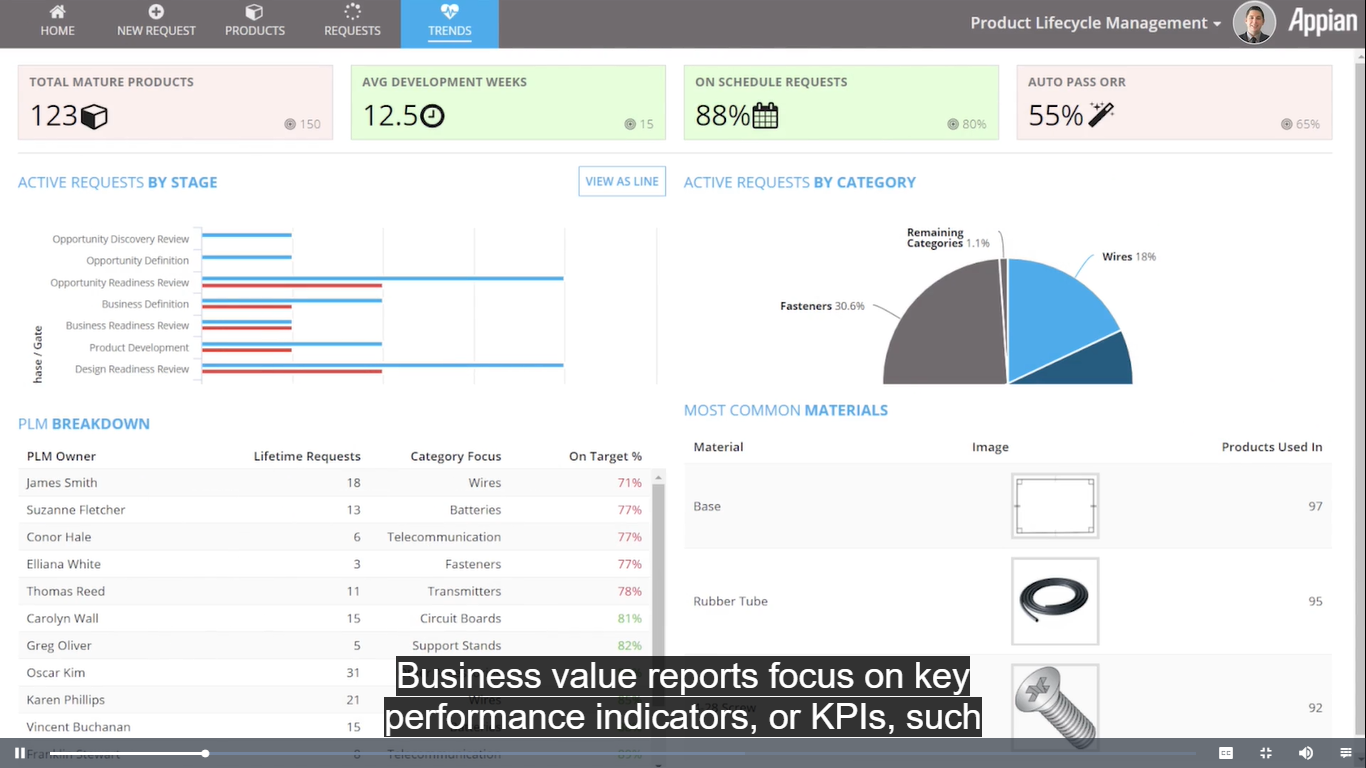 HOME
NEW REQUEST
PRODUCTS
REQUESTS
TRENDS
Product Lifecycle Management
Appian
TOTAL MATURE PRODUCTS
123
150
AVG DEVELOPMENT WEEKS
12.5
15
ON SCHEDULE REQUESTS
88%
80%
AUTO PASS ORR
55%
65%
ACTIVE REQUESTS BY STAGE
VIEW AS LINE
hase / Gate
Opportunity Discovery Review
Opportunity Definition
Opportunity Readiness Review
Business Definition
Business Readiness Review
Product Development
Design Readiness Review
ACTIVE REQUESTS BY CATEGORY
Remaining
Categories 1.1%
Wires 18%
Fasteners 30.6%
PLM BREAKDOWN
PLM Owner Lifetime Requests Category Focus On Target %
James Smith 18 Wires 71%
Suzanne Fletcher 13 Batteries 77%
Conor Hale 6 Telecommunication 77%
Elliana White 3 Fasteners 77%
Thomas Reed 11 Transmitters 78%
Carolyn Wall 15 Circuit Boards 81%
Greg Oliver 5 Support Stands 82%
Oscar Kim 31
Karen Phillips 21 Wires
Vincent Buchanan 15
Franklin Stewart 8 Telecommunication
MOST COMMON MATERIALS
Material Image Products Used In
Base 97
Rubber Tube 95
Screw 92
Business value reports focus on key
performance indicators, or KPIs, such
CC